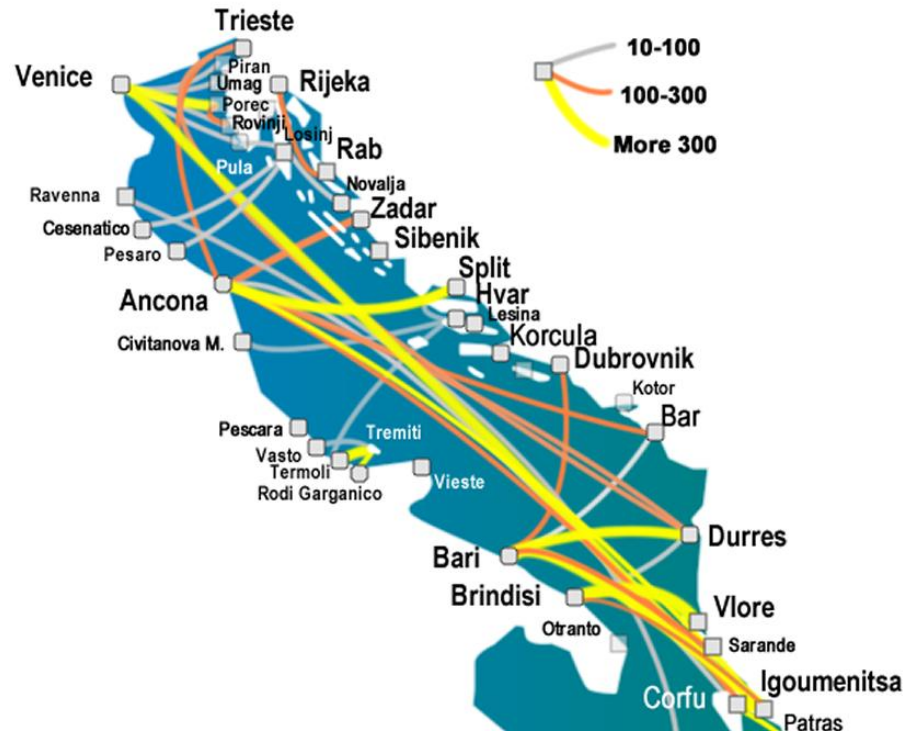 Trieste
10-100
Venice
Piran
Umag
Rijeka
100-300
Porec
Rovinji
Losinj
More 300
Rab
Pula
Novalja
Ravenna
Zadar
Cesenatico
Sibenik
Pesaro
Split
Hvar
Ancona
Lesina
Korcula
Civitanova M.
Dubrovnik
Kotor
Bar
Pescara
Tremiti
Vasto
Termoli
Vieste
Rodi Garganico
Durres
Bari
Brindisi
Vlore
Otranto
Sarande
Igoumenitsa
Corfu
Patras